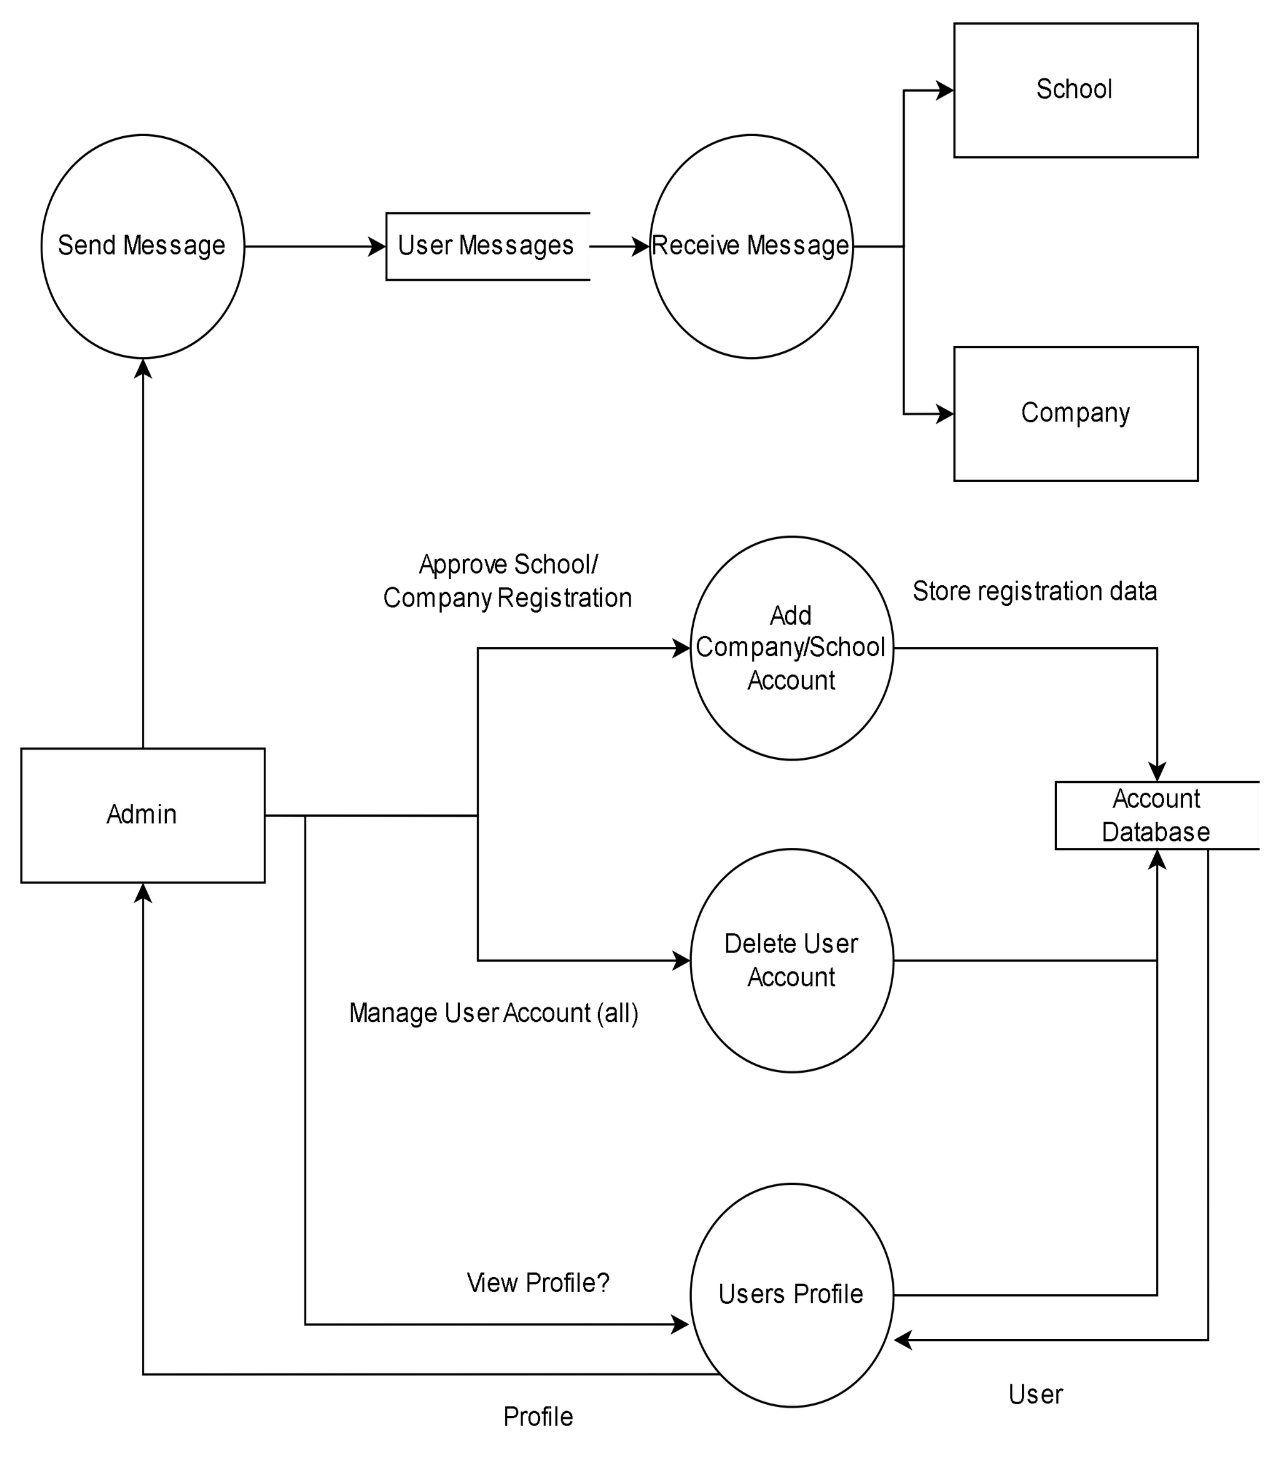 School
Send Message
User Messages
Receive Message
Company
Approve School/
Company Registration
Add
Company/School
Account
Store registration data
Admin
Account
Database
Delete User
Account
Manage User Account (all)
View Profile?
Users Profile
User
Profile